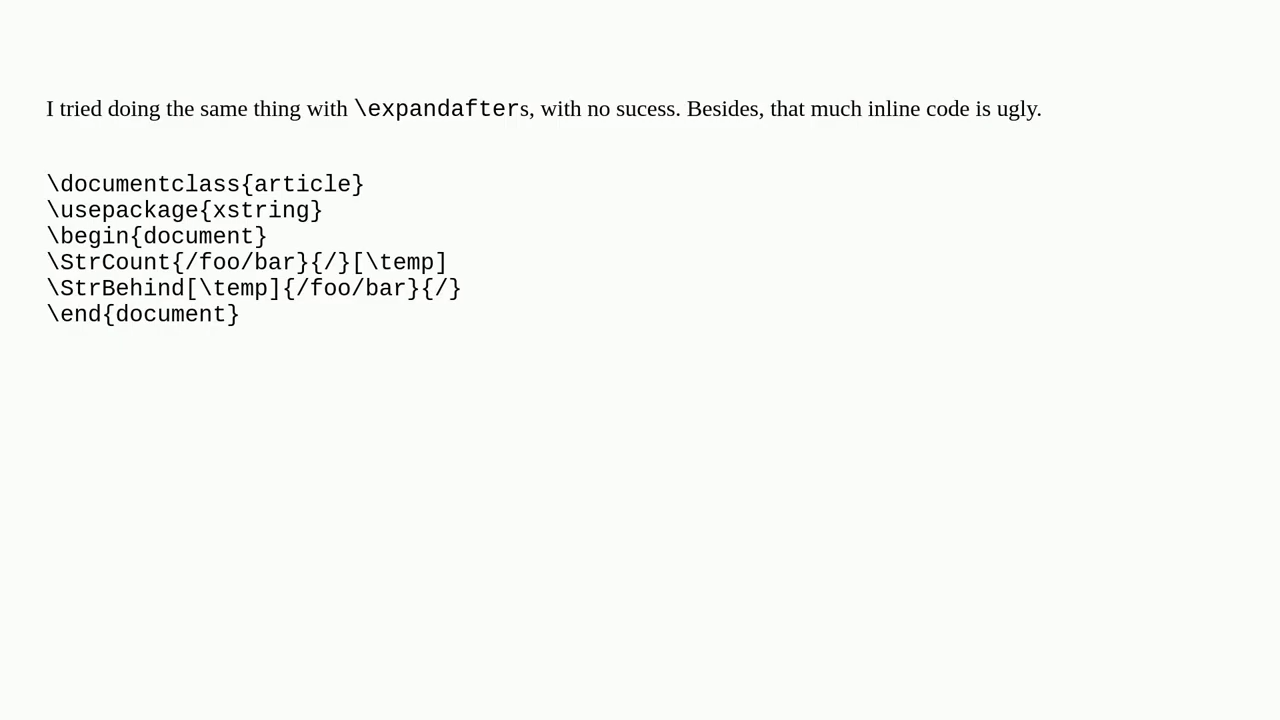 I tried doing the same thing with \expandafters, with no sucess. Besides, that much inline code is ugly.
\documentclass{article}
\usepackage{xstring}
\begin{document}
\StrCount{/foo/bar}{/}[\temp]
\StrBehind[\temp]{/foo/bar}{/}
\end{document}